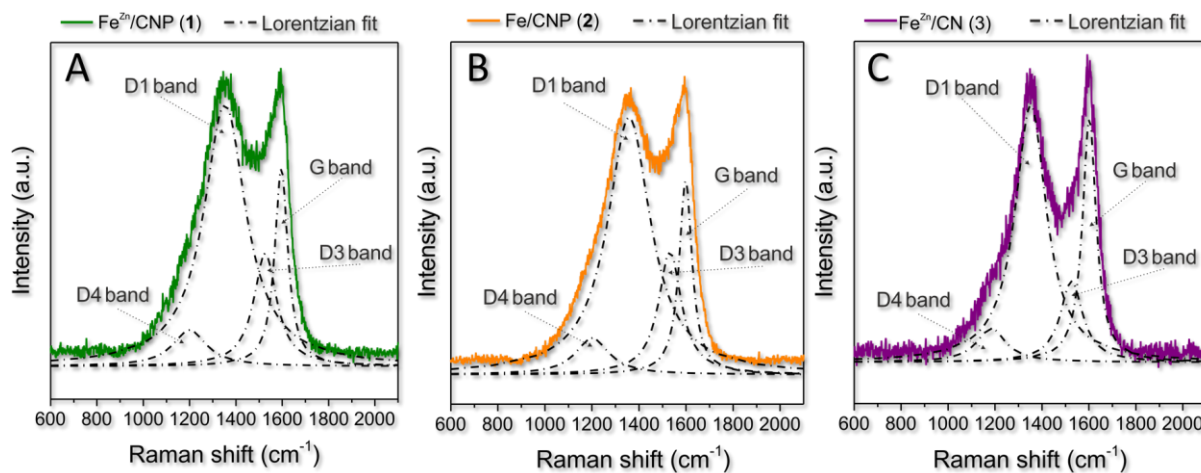 Fe^Zn/CNP (1) Lorentzian fit
A
D1 band
G band
D3 band
D4 band
Intensity (a.u.)
600 800 1000 1200 1400 1600 1800 2000
Raman shift (cm⁻¹)
Fe/CNP (2) Lorentzian fit
B
D1 band
G band
D3 band
D4 band
Intensity (a.u.)
600 800 1000 1200 1400 1600 1800 2000
Raman shift (cm⁻¹)
Fe^Zn/CN (3) Lorentzian fit
C
D1 band
G band
D3 band
D4 band
Intensity (a.u.)
600 800 1000 1200 1400 1600 1800 2000
Raman shift (cm⁻¹)